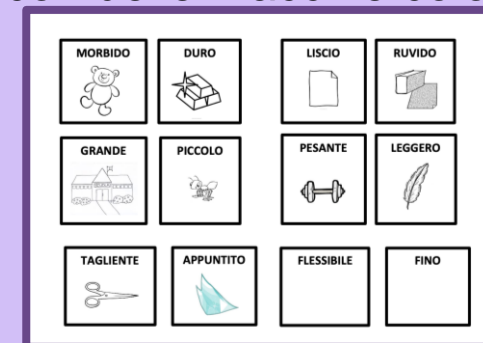 MORBIDO
DURO
LISCIO
RUVIDO
GRANDE
PICCOLO
PESANTE
LEGGERO
TAGLIENTE
APPUNTITO
FLESSIBILE
FINO